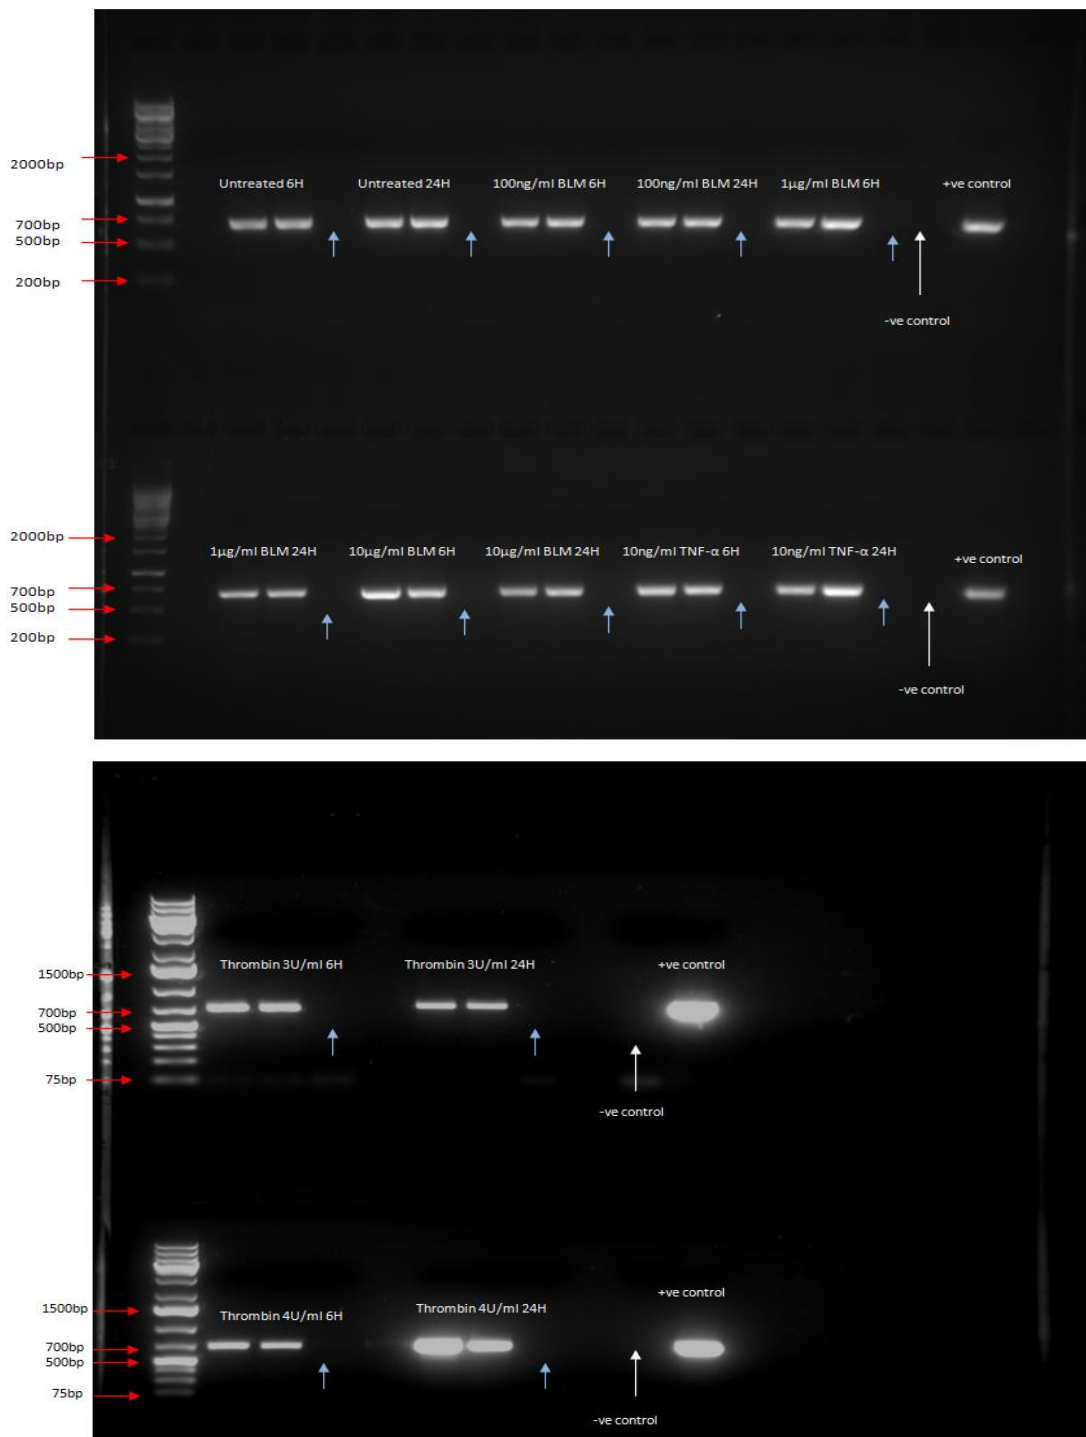 2000bp
Untreated 6H
Untreated 24H
100ng/ml BLM 6H
100ng/ml BLM 24H
1µg/ml BLM 6H
+ve control
700bp
500bp
200bp
-ve control
2000bp
1µg/ml BLM 24H
10µg/ml BLM 6H
10µg/ml BLM 24H
10ng/ml TNF-α 6H
10ng/ml TNF-α 24H
+ve control
700bp
500bp
200bp
-ve control
Thrombin 3U/ml 6H
Thrombin 3U/ml 24H
+ve control
1500bp
700bp
500bp
75bp
-ve control
+ve control
1500bp
Thrombin 4U/ml 6H
Thrombin 4U/ml 24H
700bp
500bp
75bp
-ve control